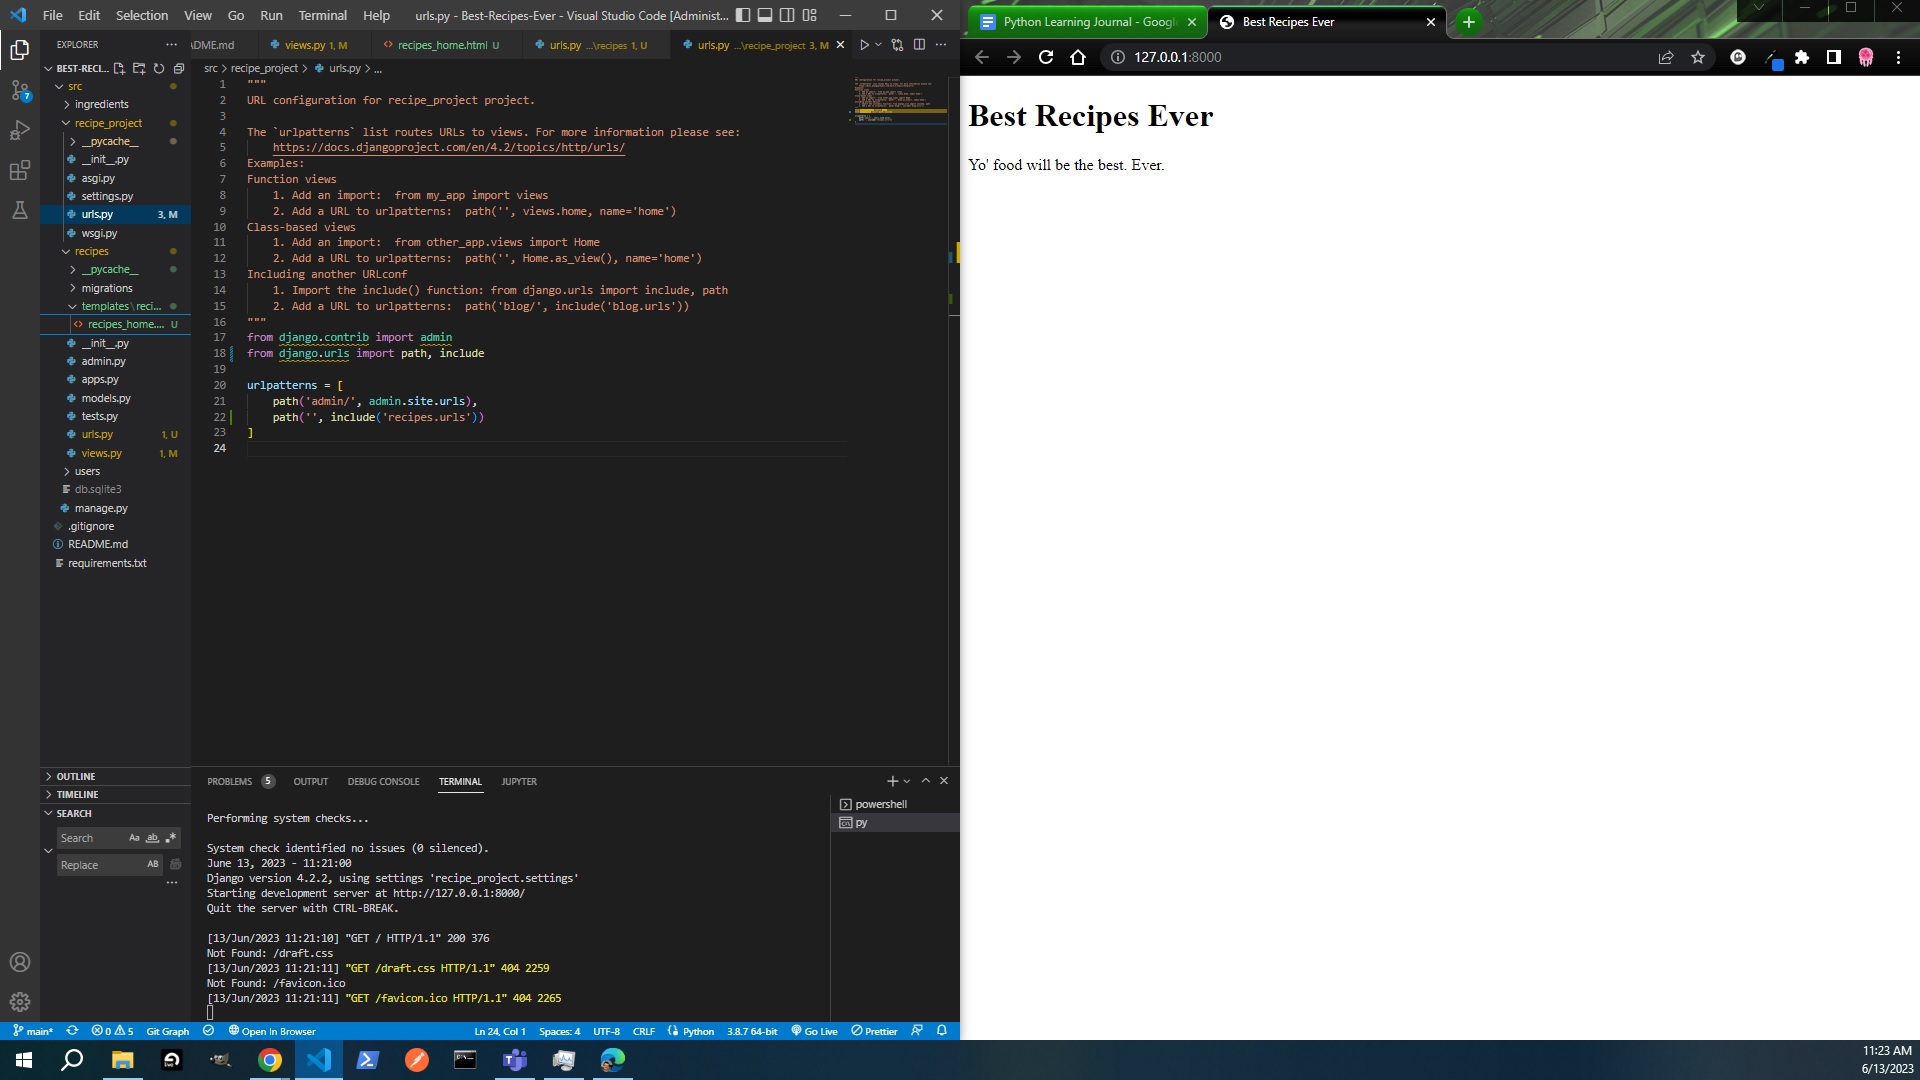 File Edit Selection View Go Run Terminal Help urls.py - Best-Recipes-Ever - Visual Studio Code [Administ...
EXPLORER
DME.md
views.py 1, M
recipes_home.html U
urls.py ...\recipes 1, U
urls.py ...\recipe_project 3, M
BEST-RECI...
src
ingredients
recipe_project
__pycache__
__init__.py
asgi.py
settings.py
urls.py 3, M
wsgi.py
recipes
__pycache__
migrations
templates\reci...
recipes_home.... U
__init__.py
admin.py
apps.py
models.py
tests.py
urls.py 1, U
views.py 1, M
users
db.sqlite3
manage.py
.gitignore
README.md
requirements.txt
OUTLINE
TIMELINE
SEARCH
Search Aa ab
Replace AB
src > recipe_project > urls.py > ...
1 """
2 URL configuration for recipe_project project.
3
4 The `urlpatterns` list routes URLs to views. For more information please see:
5 https://docs.djangoproject.com/en/4.2/topics/http/urls/
6 Examples:
7 Function views
8 1. Add an import:  from my_app import views
9 2. Add a URL to urlpatterns:  path('', views.home, name='home')
10 Class-based views
11 1. Add an import:  from other_app.views import Home
12 2. Add a URL to urlpatterns:  path('', Home.as_view(), name='home')
13 Including another URLconf
14 1. Import the include() function: from django.urls import include, path
15 2. Add a URL to urlpatterns:  path('blog/', include('blog.urls'))
16 """
17 from django.contrib import admin
18 from django.urls import path, include
19
20 urlpatterns = [
21 path('admin/', admin.site.urls),
22 path('', include('recipes.urls'))
23 ]
24
PROBLEMS 5 OUTPUT DEBUG CONSOLE TERMINAL JUPYTER
powershell
py
Performing system checks...
System check identified no issues (0 silenced).
June 13, 2023 - 11:21:00
Django version 4.2.2, using settings 'recipe_project.settings'
Starting development server at http://127.0.0.1:8000/
Quit the server with CTRL-BREAK.
[13/Jun/2023 11:21:10] "GET / HTTP/1.1" 200 376
Not Found: /draft.css
[13/Jun/2023 11:21:11] "GET /draft.css HTTP/1.1" 404 2259
Not Found: /favicon.ico
[13/Jun/2023 11:21:11] "GET /favicon.ico HTTP/1.1" 404 2265
main* 0 5 Git Graph Open In Browser Ln 24, Col 1 Spaces: 4 UTF-8 CRLF Python 3.8.7 64-bit Go Live Prettier
Python Learning Journal - Googl
Best Recipes Ever
127.0.0.1:8000
Best Recipes Ever
Yo' food will be the best. Ever.
11:23 AM
6/13/2023